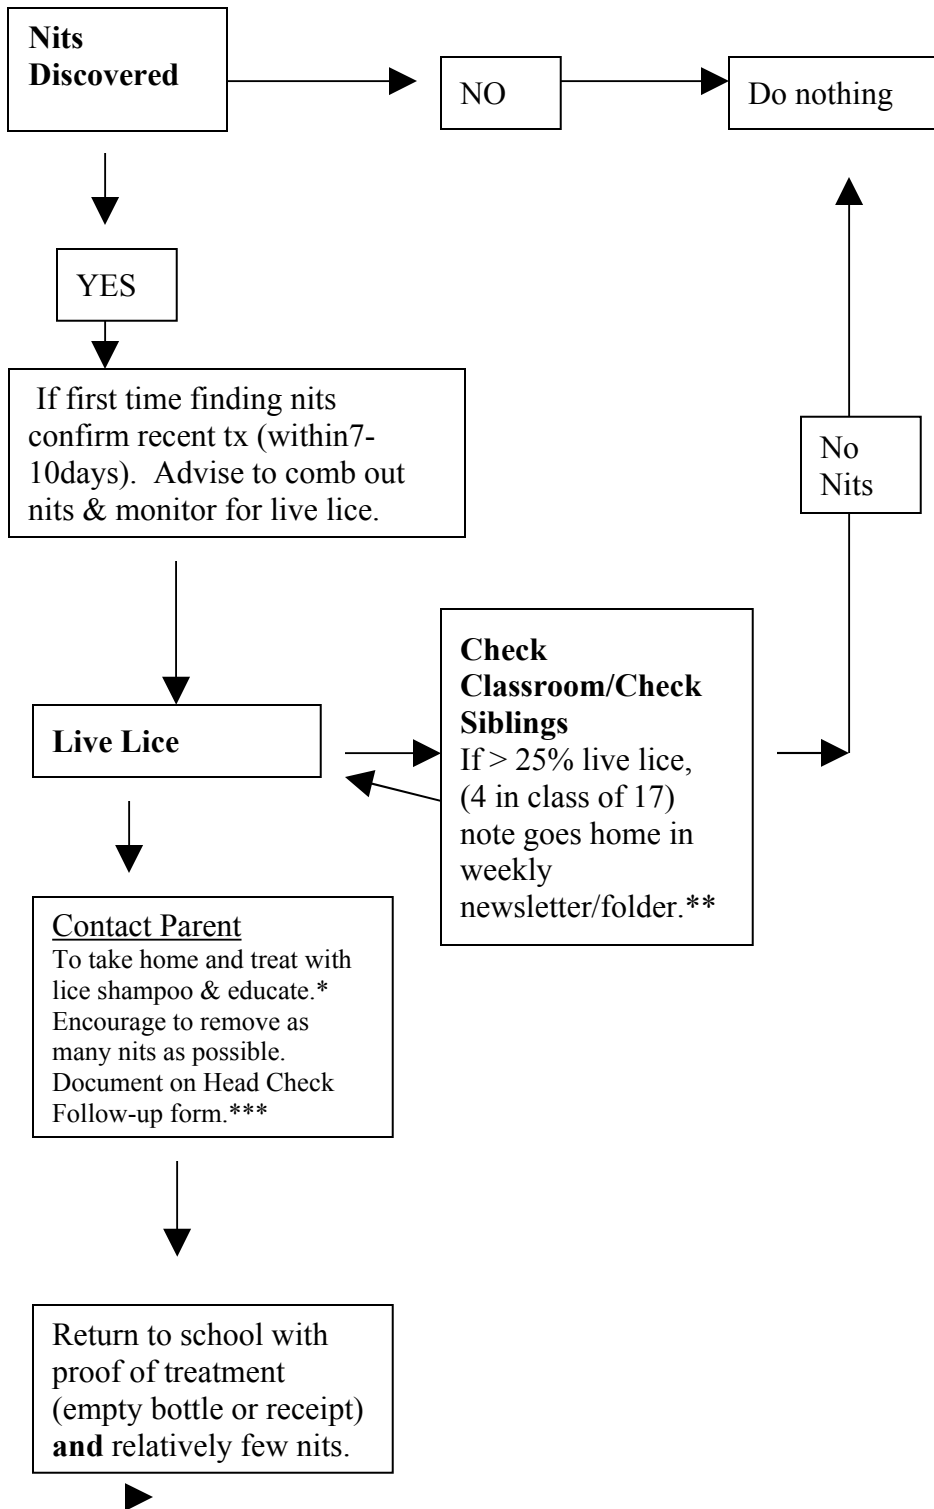 Nits
Discovered
NO
Do nothing
YES
If first time finding nits
confirm recent tx (within7-
10days).  Advise to comb out
nits & monitor for live lice.
No
Nits
Live Lice
Check
Classroom/Check
Siblings
If > 25% live lice,
(4 in class of 17)
note goes home in
weekly
newsletter/folder.**
Contact Parent
To take home and treat with
lice shampoo & educate.*
Encourage to remove as
many nits as possible.
Document on Head Check
Follow-up form.***
Return to school with
proof of treatment
(empty bottle or receipt)
and relatively few nits.